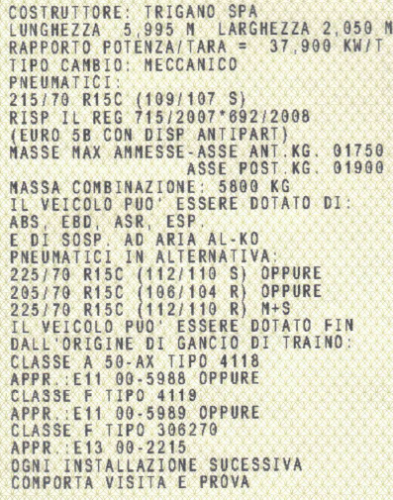 COSTRUTTORE: TRIGANO SPA
LUNGHEZZA 5,995 M LARGHEZZA 2,050 M
RAPPORTO POTENZA/TARA = 37,900 KW/T
TIPO CAMBIO: MECCANICO
PNEUMATICI:
215/70 R15C (109/107 S)
RISP IL REG 715/2007*692/2008
(EURO 5B CON DISP ANTIPART)
MASSE MAX AMMESSE-ASSE ANT.KG. 01750
ASSE POST.KG. 01900
MASSA COMBINAZIONE: 5800 KG
IL VEICOLO PUO' ESSERE DOTATO DI:
ABS, EBD, ASR, ESP.
E DI SOSP. AD ARIA AL-KO
PNEUMATICI IN ALTERNATIVA:
225/70 R15C (112/110 S) OPPURE
205/70 R15C (106/104 R) OPPURE
225/70 R15C (112/110 R) M+S
IL VEICOLO PUO' ESSERE DOTATO FIN
DALL'ORIGINE DI GANCIO DI TRAINO:
CLASSE A 50-AX TIPO 4118
APPR.:E11 00-5988 OPPURE
CLASSE F TIPO 4119
APPR.:E11 00-5989 OPPURE
CLASSE F TIPO 306270
APPR.:E13 00-2215
OGNI INSTALLAZIONE SUCESSIVA
COMPORTA VISITA E PROVA